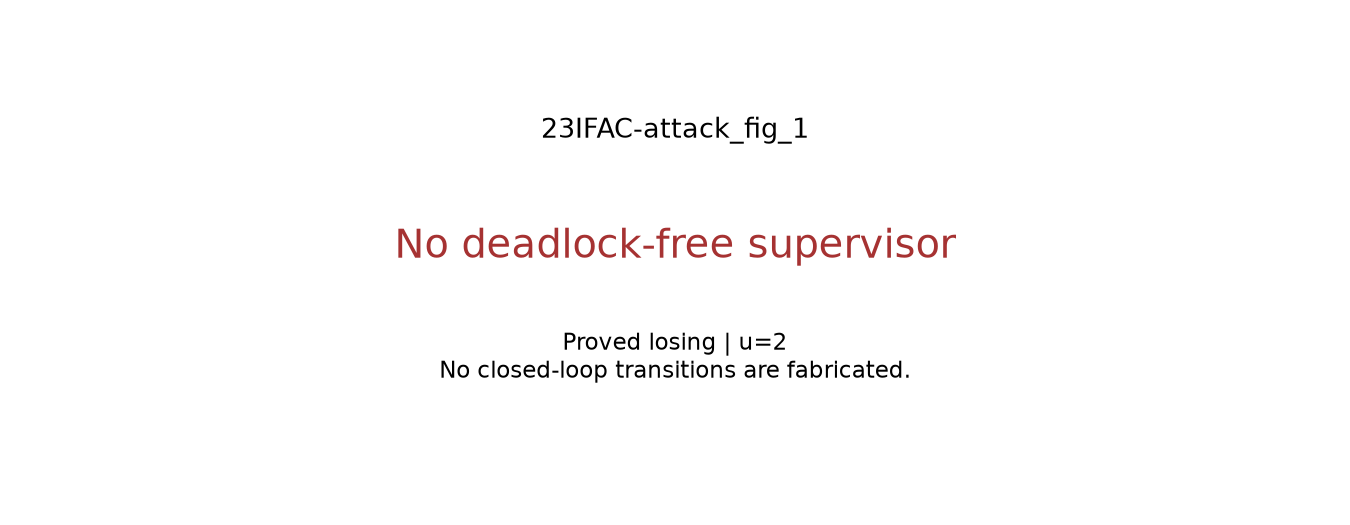 23IFAC-attack_fig_1
No deadlock-free supervisor
Proved losing | u=2
No closed-loop transitions are fabricated.